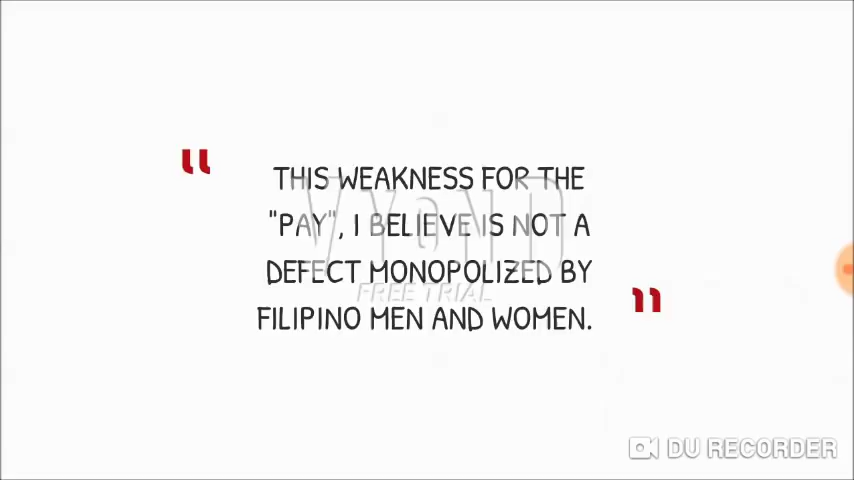 THIS WEAKNESS FOR THE
"PAY", I BELIEVE IS NOT A
DEFECT MONOPOLIZED BY
FILIPINO MEN AND WOMEN.
VYOND
FREE TRIAL
DU RECORDER